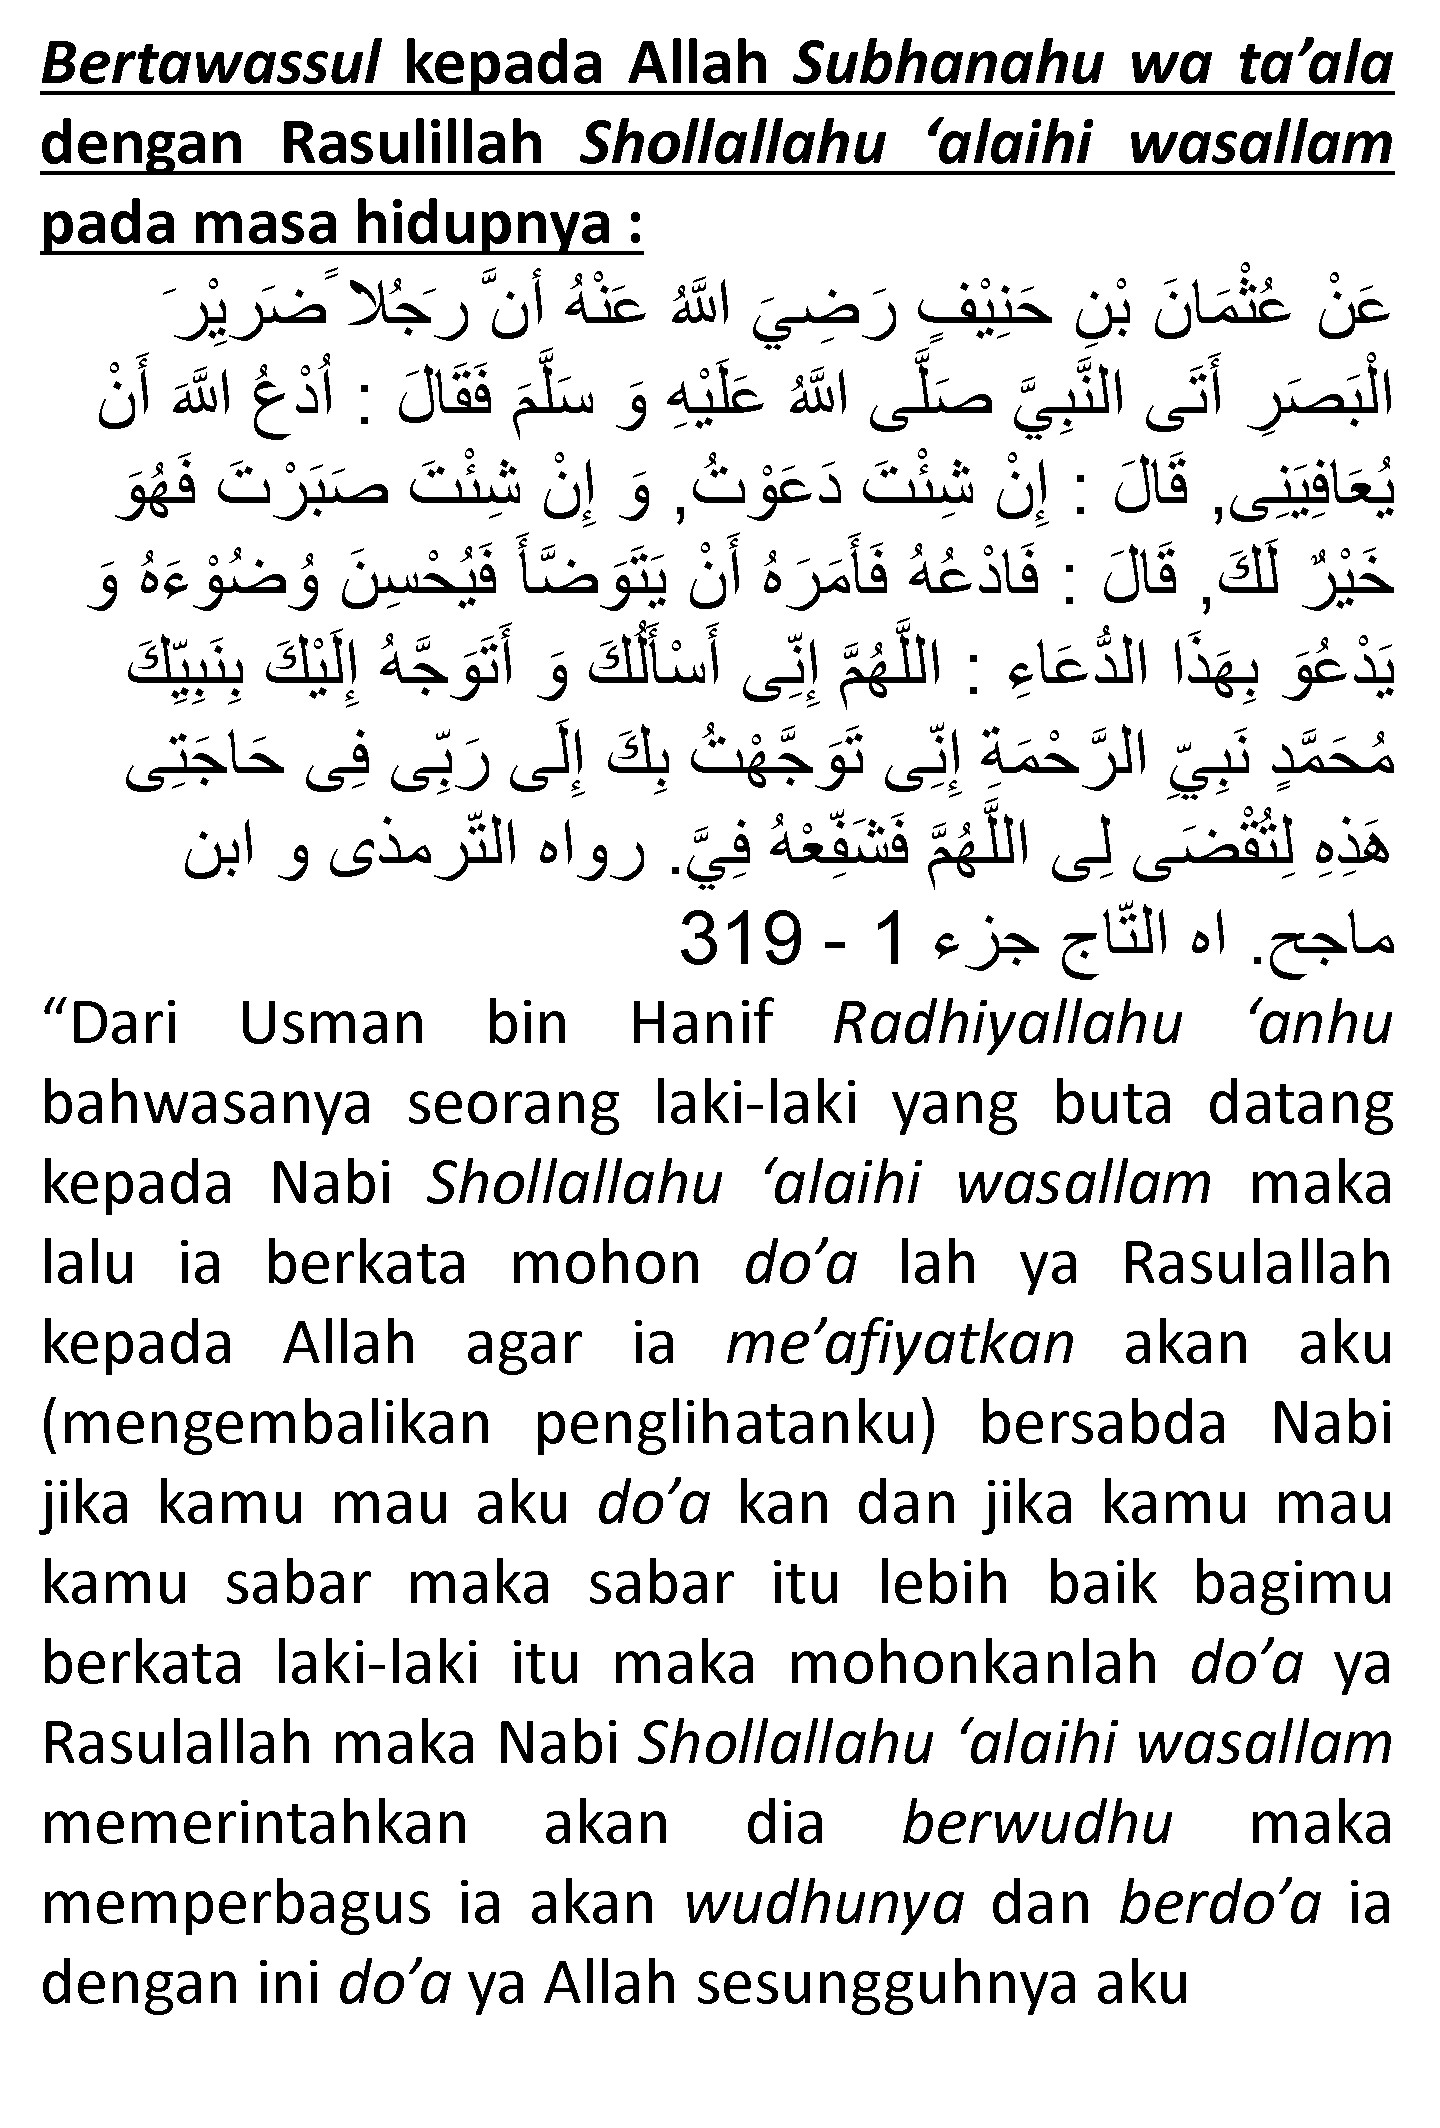 Bertawassul kepada Allah Subhanahu wa ta’ala
dengan Rasulillah Shollallahu ‘alaihi wasallam
pada masa hidupnya :
عَنْ عُثْمَانَ بْنِ حَنِيْفٍ رَضِيَ اللهُ عَنْهُ أَنَّ رَجُلاً ضَرِيْرَ
الْبَصَرِ أَتَى النَّبِيَّ صَلَّى اللهُ عَلَيْهِ وَ سَلَّمَ فَقَالَ : اُدْعُ اللهَ أَنْ
يُعَافِيَنِى, قَالَ : إِنْ شِئْتَ دَعَوْتُ, وَ إِنْ شِئْتَ صَبَرْتَ فَهُوَ
خَيْرٌ لَكَ, قَالَ : فَادْعُهُ فَأَمَرَهُ أَنْ يَتَوَضَّأَ فَيُحْسِنَ وُضُوْءَهُ وَ
يَدْعُوَ بِهَذَا الدُّعَاءِ : اللَّهُمَّ إِنِّى أَسْأَلُكَ وَ أَتَوَجَّهُ إِلَيْكَ بِنَبِيِّكَ
مُحَمَّدٍ نَبِيِّ الرَّحْمَةِ إِنِّى تَوَجَّهْتُ بِكَ إِلَى رَبِّى فِى حَاجَتِى
هَذِهِ لِتُقْضَى لِى اللَّهُمَّ فَشَفِّعْهُ فِيَّ. رواه التّرمذى و ابن
ماجح. اه التّاج جزء 1 - 319
“Dari Usman bin Hanif Radhiyallahu ‘anhu
bahwasanya seorang laki-laki yang buta datang
kepada Nabi Shollallahu ‘alaihi wasallam maka
lalu ia berkata mohon do’a lah ya Rasulallah
kepada Allah agar ia me’afiyatkan akan aku
(mengembalikan penglihatanku) bersabda Nabi
jika kamu mau aku do’a kan dan jika kamu mau
kamu sabar maka sabar itu lebih baik bagimu
berkata laki-laki itu maka mohonkanlah do’a ya
Rasulallah maka Nabi Shollallahu ‘alaihi wasallam
memerintahkan akan dia berwudhu maka
memperbagus ia akan wudhunya dan berdo’a ia
dengan ini do’a ya Allah sesungguhnya aku